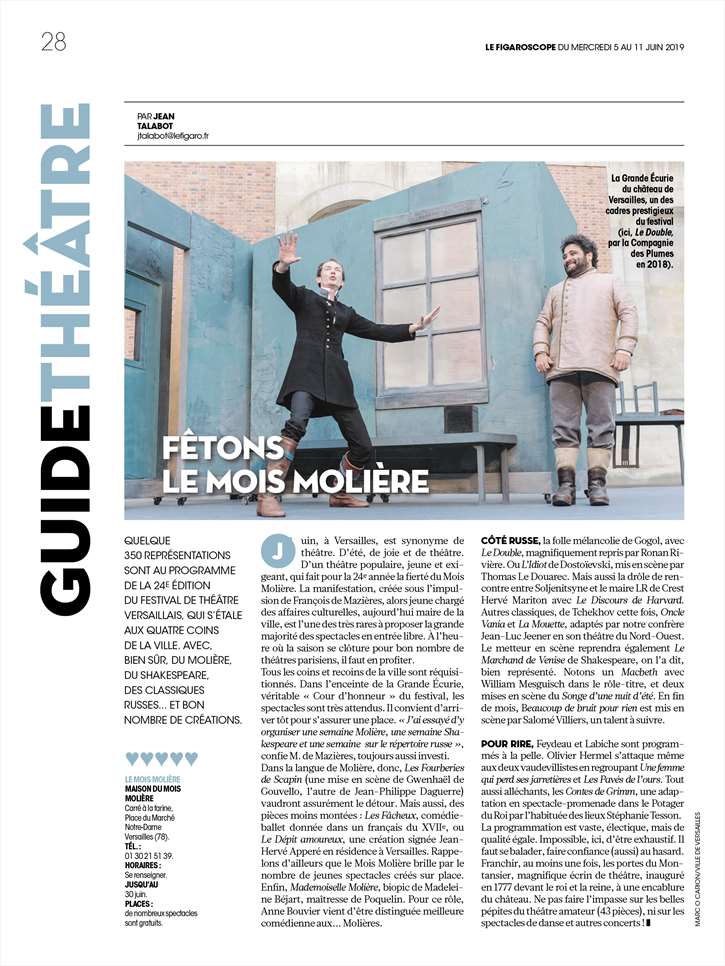 28
LE FIGAROSCOPE DU MERCREDI 5 AU 11 JUIN 2019
GUIDE THÉÂTRE
PAR JEAN
TALABOT
jtalabot@lefigaro.fr
La Grande Écurie
du château de
Versailles, un des
cadres prestigieux
du festival
(ici, Le Double,
par la Compagnie
des Plumes
en 2018).
FÊTONS
LE MOIS MOLIÈRE
QUELQUE
350 REPRÉSENTATIONS
SONT AU PROGRAMME
DE LA 24E ÉDITION
DU FESTIVAL DE THÉÂTRE
VERSAILLAIS, QUI S'ÉTALE
AUX QUATRE COINS
DE LA VILLE. AVEC,
BIEN SÛR, DU MOLIÈRE,
DU SHAKESPEARE,
DES CLASSIQUES
RUSSES... ET BON
NOMBRE DE CRÉATIONS.
LE MOIS MOLIÈRE
MAISON DU MOIS
MOLIÈRE
Carré à la farine,
Place du Marché
Notre-Dame
Versailles (78).
TÉL. :
01 30 21 51 39.
HORAIRES :
Se renseigner.
JUSQU'AU
30 juin.
PLACES :
de nombreux spectacles
sont gratuits.
Juin, à Versailles, est synonyme de
théâtre. D'été, de joie et de théâtre.
D'un théâtre populaire, jeune et exi-
geant, qui fait pour la 24e année la fierté du Mois
Molière. La manifestation, créée sous l'impul-
sion de François de Mazières, alors jeune chargé
des affaires culturelles, aujourd'hui maire de la
ville, est l'une des très rares à proposer la grande
majorité des spectacles en entrée libre. À l'heu-
re où la saison se clôture pour bon nombre de
théâtres parisiens, il faut en profiter.
Tous les coins et recoins de la ville sont réquisi-
tionnés. Dans l'enceinte de la Grande Écurie,
véritable « Cour d'honneur » du festival, les
spectacles sont très attendus. Il convient d'arri-
ver tôt pour s'assurer une place. « J'ai essayé d'y
organiser une semaine Molière, une semaine Sha-
kespeare et une semaine sur le répertoire russe »,
confie M. de Mazières, toujours aussi investi.
Dans la langue de Molière, donc, Les Fourberies
de Scapin (une mise en scène de Gwenhaël de
Gouvello, l'autre de Jean-Philippe Daguerre)
vaudront assurément le détour. Mais aussi, des
pièces moins montées : Les Fâcheux, comédie-
ballet donnée dans un français du XVIIe, ou
Le Dépit amoureux, une création signée Jean-
Hervé Appéré en résidence à Versailles. Rappe-
lons d'ailleurs que le Mois Molière brille par le
nombre de jeunes spectacles créés sur place.
Enfin, Mademoiselle Molière, biopic de Madelei-
ne Béjart, maîtresse de Poquelin. Pour ce rôle,
Anne Bouvier vient d'être distinguée meilleure
comédienne aux... Molières.
CÔTÉ RUSSE, la folle mélancolie de Gogol, avec
Le Double, magnifiquement repris par Ronan Ri-
vière. Ou L'Idiot de Dostoïevski, mis en scène par
Thomas Le Douarec. Mais aussi la drôle de ren-
contre entre Soljenitsyne et le maire LR de Crest
Hervé Mariton avec Le Discours de Harvard.
Autres classiques, de Tchekhov cette fois, Oncle
Vania et La Mouette, adaptés par notre confrère
Jean-Luc Jeener en son théâtre du Nord-Ouest.
Le metteur en scène reprendra également Le
Marchand de Venise de Shakespeare, on l'a dit,
bien représenté. Notons un Macbeth avec
William Mesguisch dans le rôle-titre, et deux
mises en scène du Songe d'une nuit d'été. En fin
de mois, Beaucoup de bruit pour rien est mis en
scène par Salomé Villiers, un talent à suivre.
POUR RIRE, Feydeau et Labiche sont program-
més à la pelle. Olivier Hermel s'attaque même
aux deux vaudevillistes en regroupant Une femme
qui perd ses jarretières et Les Pavés de l'ours. Tout
aussi alléchants, les Contes de Grimm, une adap-
tation en spectacle-promenade dans le Potager
du Roi par l'habituée des lieux Stéphanie Tesson.
La programmation est vaste, éclectique, mais de
qualité égale. Impossible, ici, d'être exhaustif. Il
faut se balader, faire confiance (aussi) au hasard.
Franchir, au moins une fois, les portes du Mon-
tansier, magnifique écrin de théâtre, inauguré
en 1777 devant le roi et la reine, à une encablure
du château. Ne pas faire l'impasse sur les belles
pépites du théâtre amateur (43 pièces), ni sur les
spectacles de danse et autres concerts !
MARC O CARION/VILLE DE VERSAILLES